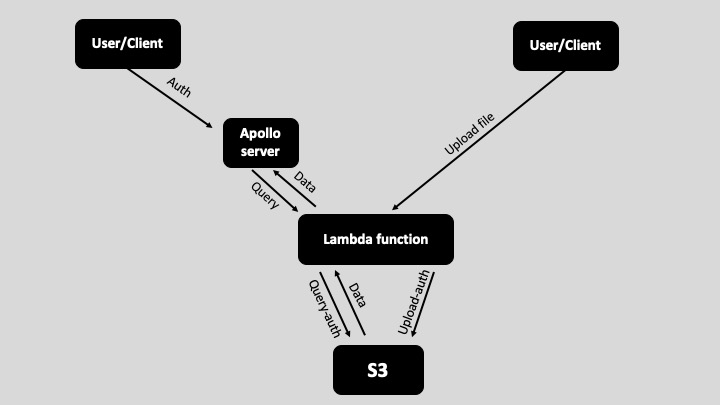 User/Client
User/Client
Auth
Upload file
Apollo
server
Data
Query
Lambda function
Query-auth
Data
Upload-auth
S3